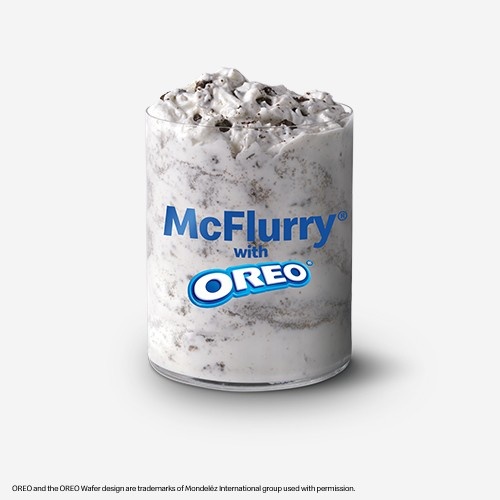 McFlurry®
with
OREO®
OREO and the OREO Wafer design are trademarks of Mondelēz International group used with permission.